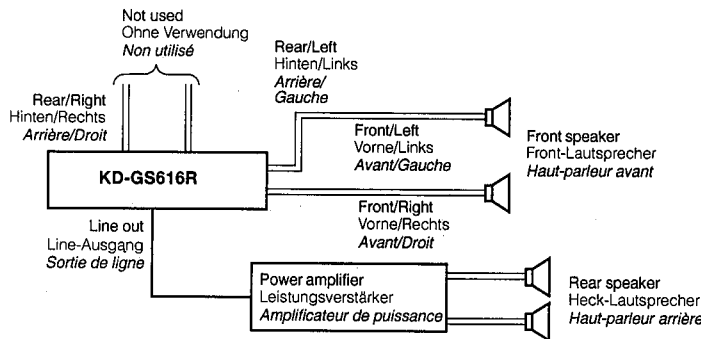 Not used
Ohne Verwendung
Non utilisé
Rear/Right
Hinten/Rechts
Arrière/Droit
Rear/Left
Hinten/Links
Arrière/
Gauche
Front/Left
Vorne/Links
Avant/Gauche
Front speaker
Front-Lautsprecher
Haut-parleur avant
KD-GS616R
Front/Right
Vorne/Rechts
Avant/Droit
Line out
Line-Ausgang
Sortie de ligne
Power amplifier
Leistungsverstärker
Amplificateur de puissance
Rear speaker
Heck-Lautsprecher
Haut-parleur arrière